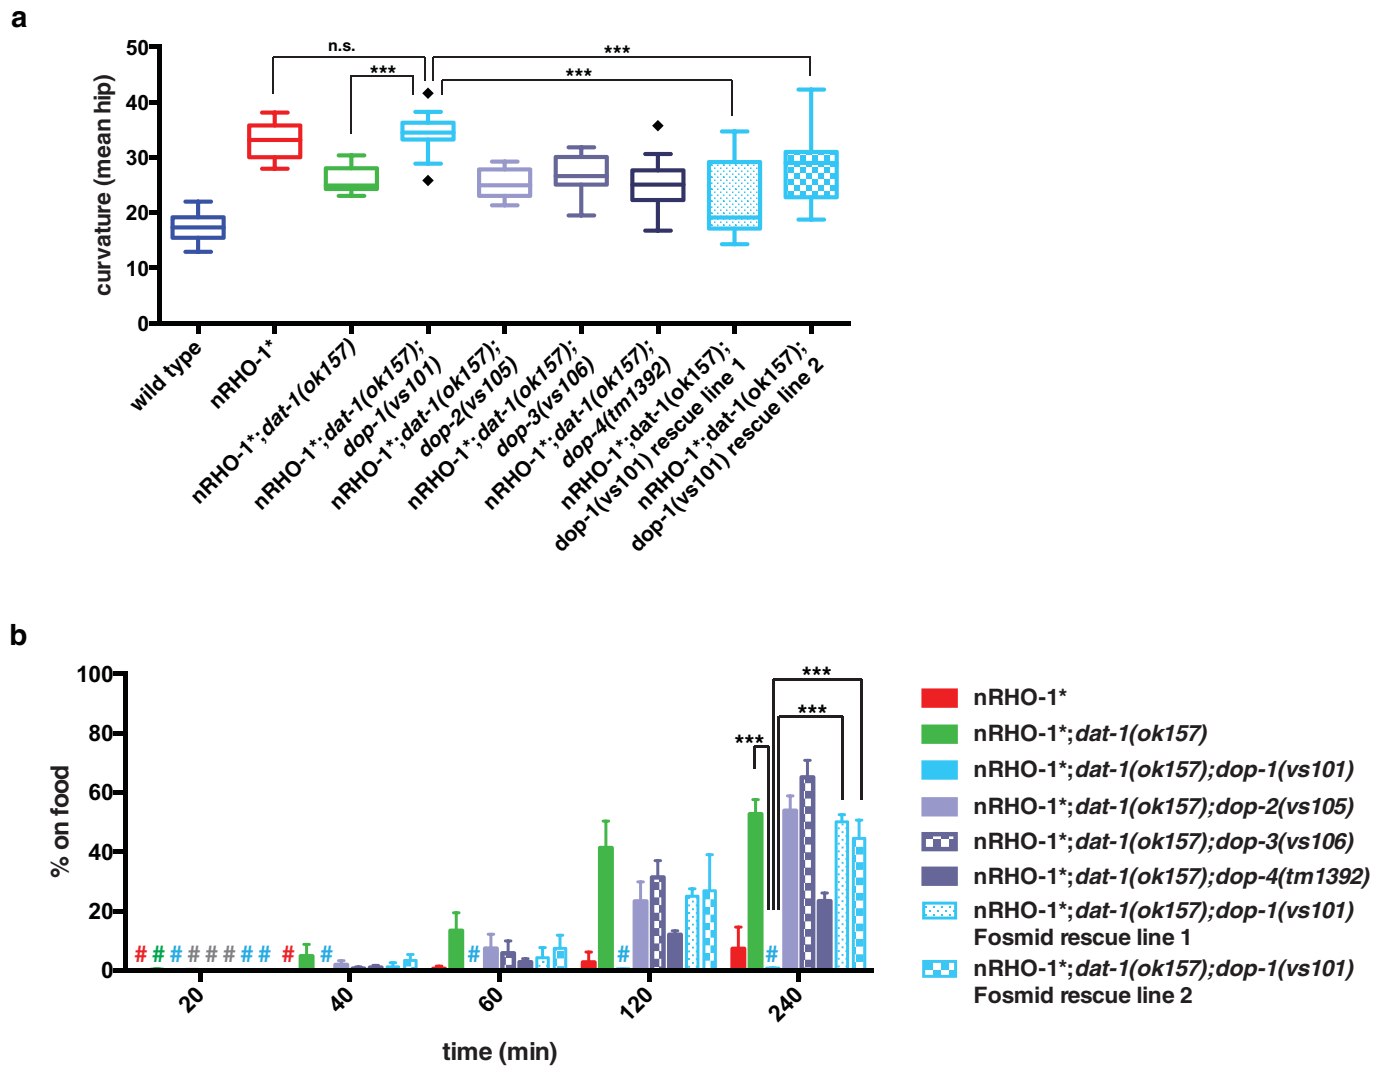 a
50
40
30
20
10
0
curvature (mean hip)
n.s.
***
***
***
wild type
nRHO-1*
nRHO-1*;dat-1(ok157)
nRHO-1*;dat-1(ok157);
dop-1(vs101)
nRHO-1*;dat-1(ok157);
dop-2(vs105)
nRHO-1*;dat-1(ok157);
dop-3(vs106)
nRHO-1*;dat-1(ok157);
dop-4(tm1392)
nRHO-1*;dat-1(ok157);
dop-1(vs101) rescue line 1
nRHO-1*;dat-1(ok157);
dop-1(vs101) rescue line 2
b
100
80
60
40
20
0
% on food
# # # # # # # # # # # # #
***
***
***
20 40 60 120 240
time (min)
nRHO-1*
nRHO-1*;dat-1(ok157)
nRHO-1*;dat-1(ok157);dop-1(vs101)
nRHO-1*;dat-1(ok157);dop-2(vs105)
nRHO-1*;dat-1(ok157);dop-3(vs106)
nRHO-1*;dat-1(ok157);dop-4(tm1392)
nRHO-1*;dat-1(ok157);dop-1(vs101)
Fosmid rescue line 1
nRHO-1*;dat-1(ok157);dop-1(vs101)
Fosmid rescue line 2